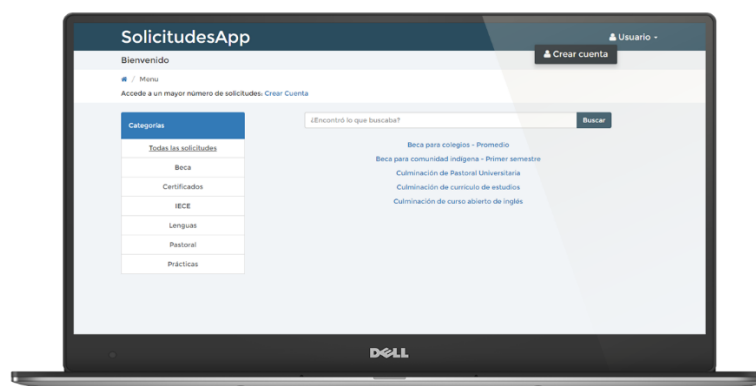 SolicitudesApp
Usuario
Crear cuenta
Bienvenido
/ Menu
Accede a un mayor número de solicitudes: Crear Cuenta
Categorías
¿Encontró lo que buscaba?
Buscar
Todas las solicitudes
Beca
Certificados
IECE
Lenguas
Pastoral
Prácticas
Beca para colegios - Promedio
Beca para comunidad indígena - Primer semestre
Culminación de Pastoral Universitaria
Culminación de currículo de estudios
Culminación de curso abierto de inglés
DELL